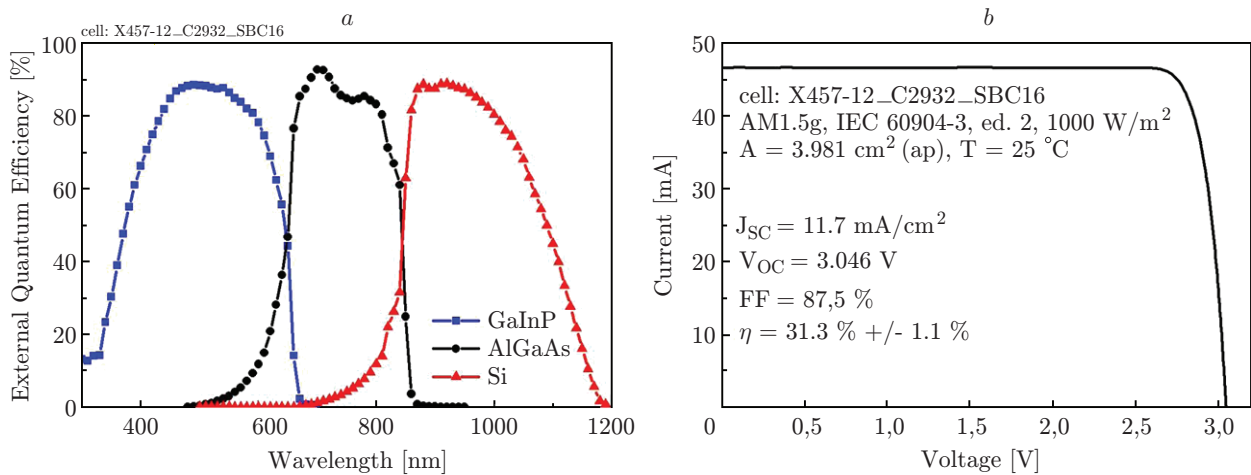 a
cell: X457-12_C2932_SBC16
External Quantum Efficiency [%]
100
80
60
40
20
0
GaInP
AlGaAs
Si
400 600 800 1000 1200
Wavelength [nm]
b
Current [mA]
50
40
30
20
10
cell: X457-12_C2932_SBC16
AM1.5g, IEC 60904-3, ed. 2, 1000 W/m²
A = 3.981 cm² (ap), T = 25 °C
J_SC = 11.7 mA/cm²
V_OC = 3.046 V
FF = 87,5 %
η = 31.3 % +/- 1.1 %
0 0,5 1,0 1,5 2,0 2,5 3,0
Voltage [V]